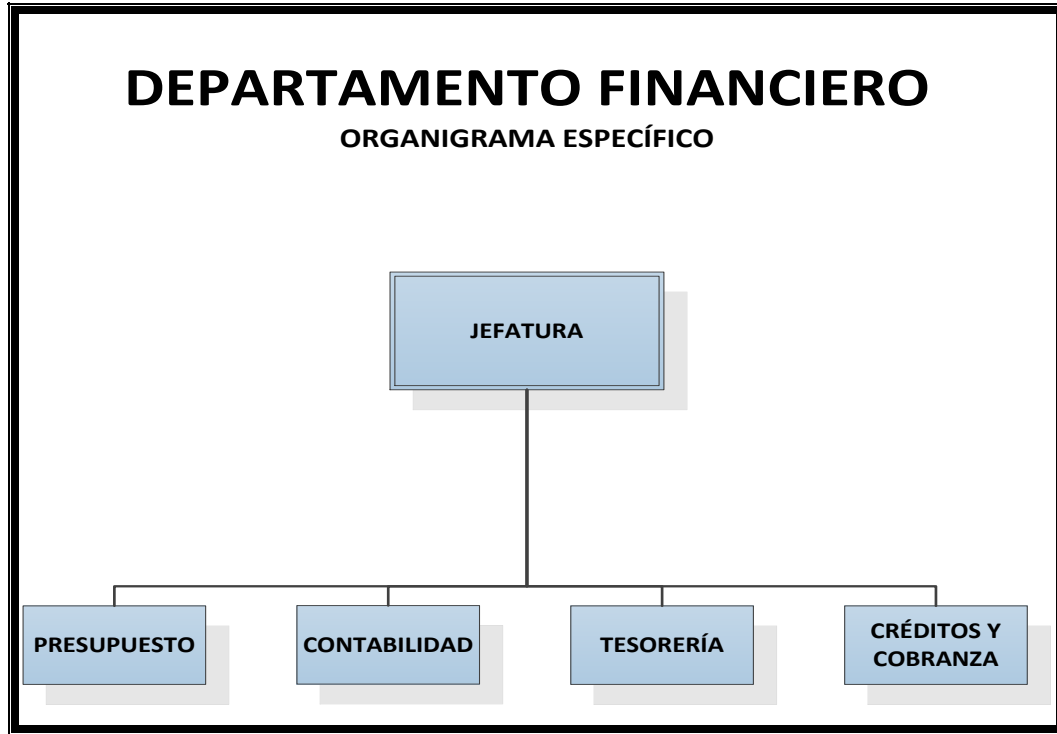 DEPARTAMENTO FINANCIERO
ORGANIGRAMA ESPECÍFICO
JEFATURA
PRESUPUESTO
CONTABILIDAD
TESORERÍA
CRÉDITOS Y
COBRANZA